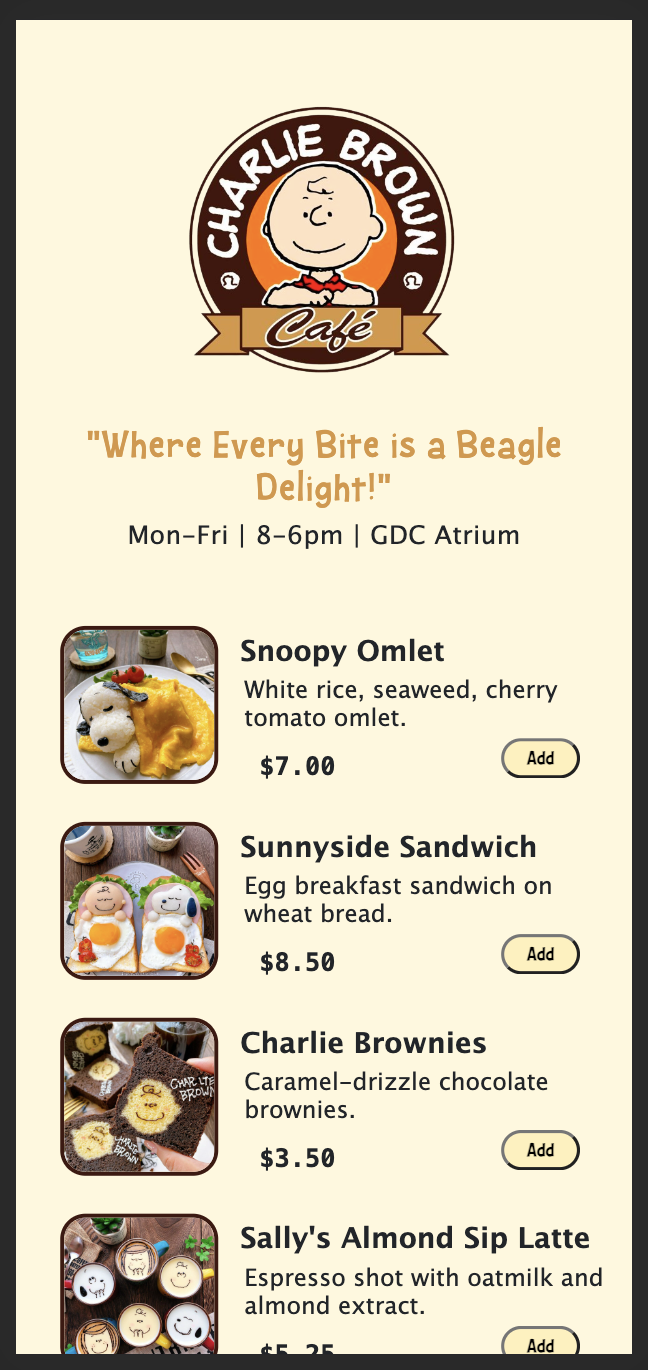 CHARLIE BROWN
Café
"Where Every Bite is a Beagle
Delight!"
Mon-Fri | 8-6pm | GDC Atrium
Snoopy Omlet
White rice, seaweed, cherry
tomato omlet.
$7.00
Add
Sunnyside Sandwich
Egg breakfast sandwich on
wheat bread.
$8.50
Add
Charlie Brownies
CHARLIE
BROWN
CHARLIE
BROWN
Caramel-drizzle chocolate
brownies.
$3.50
Add
Sally's Almond Sip Latte
Espresso shot with oatmilk and
almond extract.
$5.25
Add